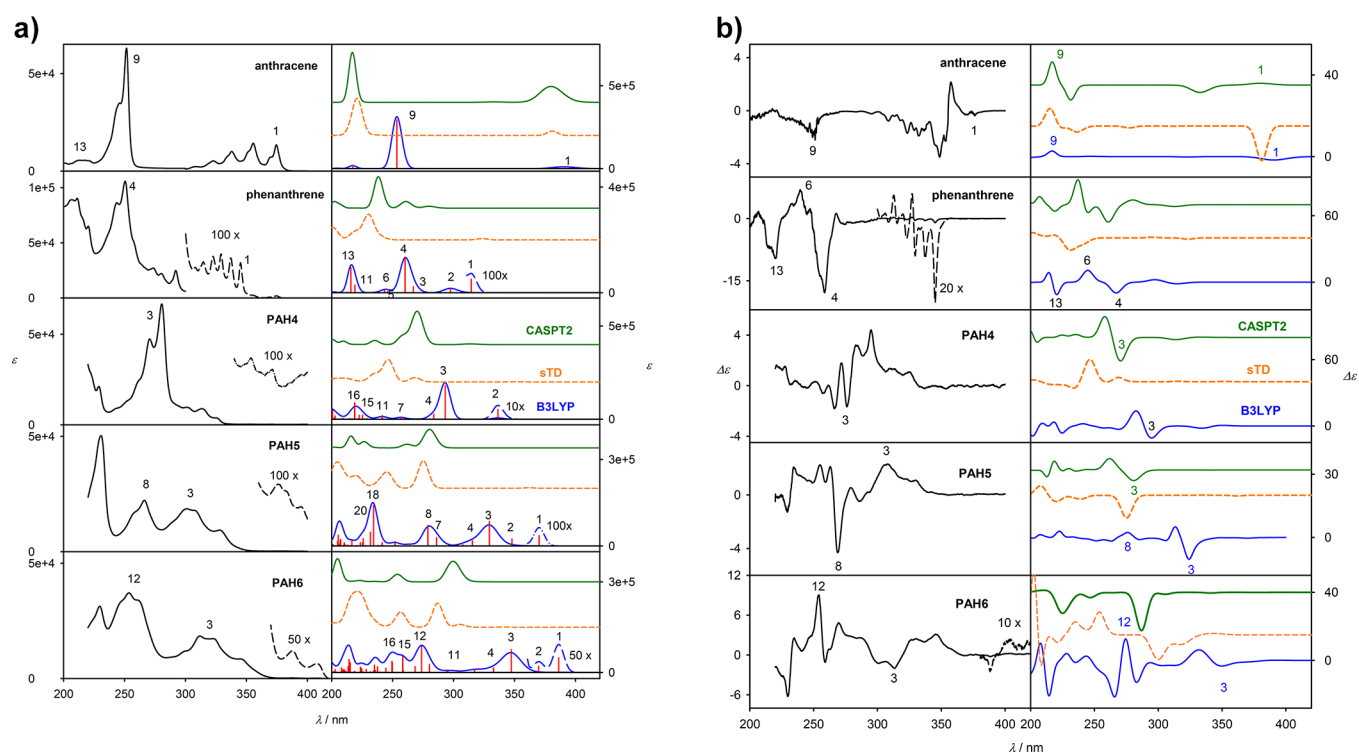 a)
5e+4
0
9
13
1
anthracene
9
1
5e+5
0
1e+5
5e+4
0
4
phenanthrene
100 x
1
13
11
6
5
4
3
2
1
100x
4e+5
0
ε
5e+4
0
3
PAH4
100 x
CASPT2
sTD
B3LYP
16
15
11
7
4
3
2
10x
5e+5
0
ε
5e+4
0
8
3
PAH5
100 x
20
18
8
7
4
3
2
1
100x
3e+5
0
5e+4
0
12
3
PAH6
50 x
16
15
12
11
4
3
2
1
50 x
3e+5
0
200 250 300 350 400 250 300 350 400
λ / nm
b)
4
0
-4
9
anthracene
1
9
1
9
1
40
0
0
-15
6
phenanthrene
13
4
20 x
6
13
4
70
0
Δε
4
0
-4
PAH4
3
CASPT2
3
sTD
B3LYP
3
60
0
Δε
4
0
-4
3
PAH5
8
3
8
3
30
0
12
6
0
-6
12
PAH6
10 x
3
12
3
40
0
200 250 300 350 400 200 250 300 350 400
λ / nm